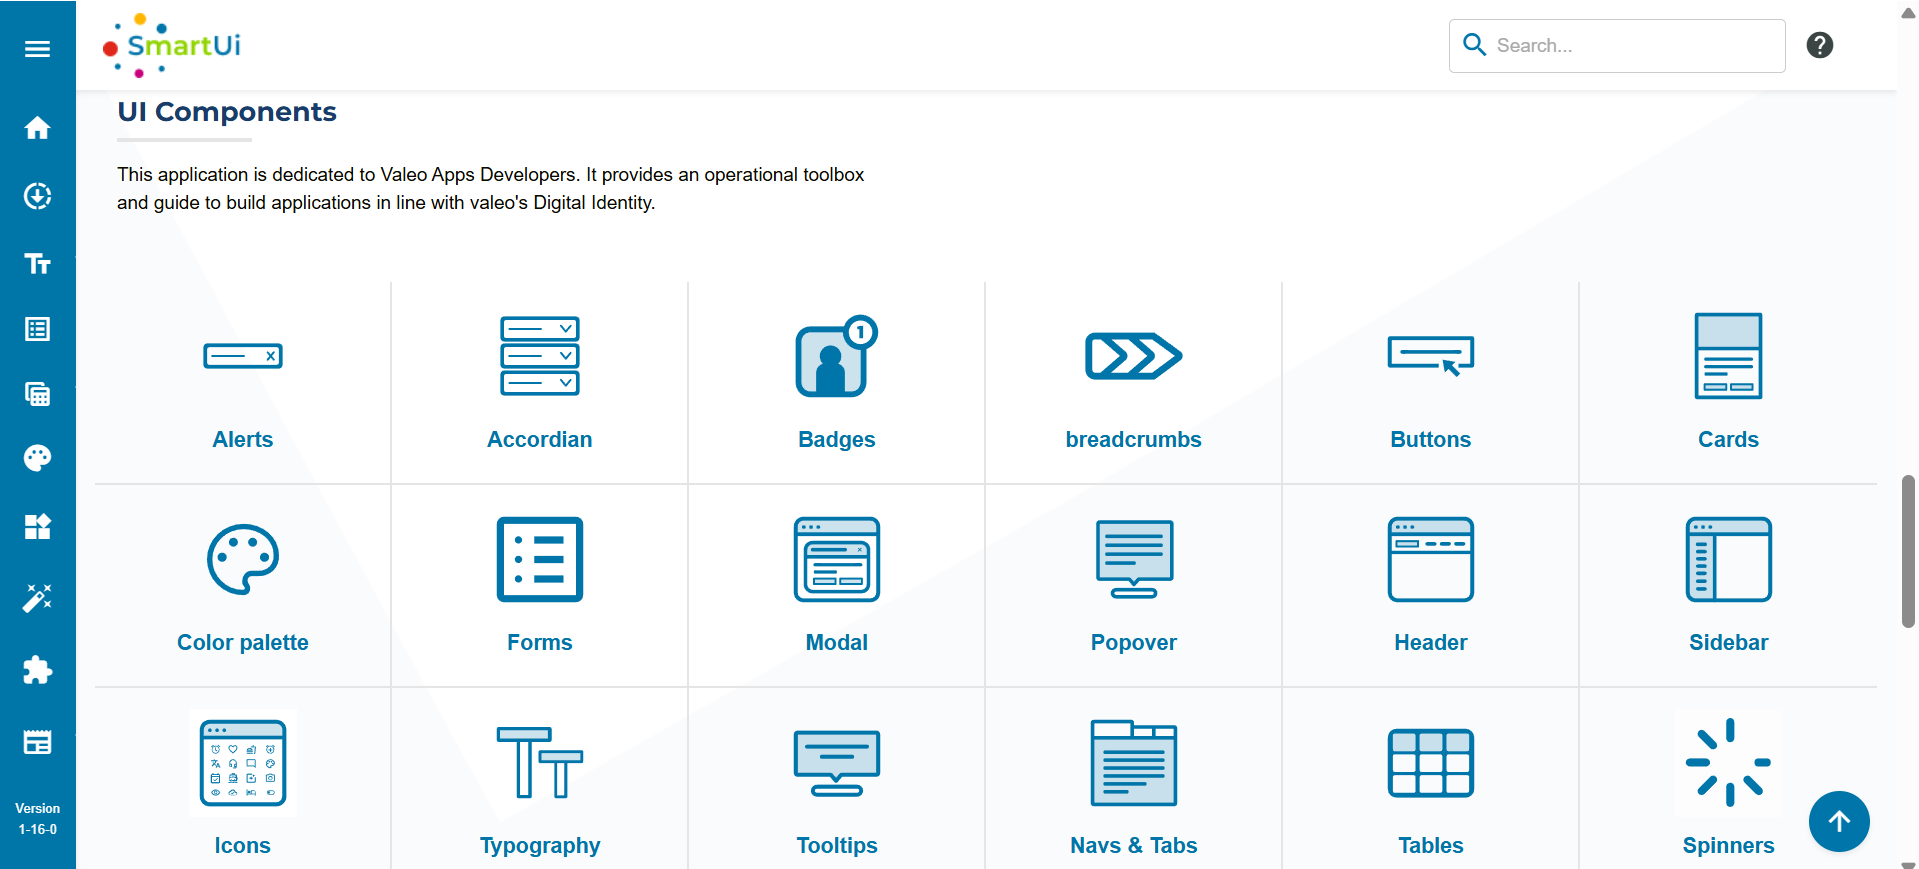 SmartUi
Search...
UI Components
This application is dedicated to Valeo Apps Developers. It provides an operational toolbox
and guide to build applications in line with valeo's Digital Identity.
1
Alerts
Accordian
Badges
breadcrumbs
Buttons
Cards
Color palette
Forms
Modal
Popover
Header
Sidebar
Icons
Typography
Tooltips
Navs & Tabs
Tables
Spinners
Version
1-16-0